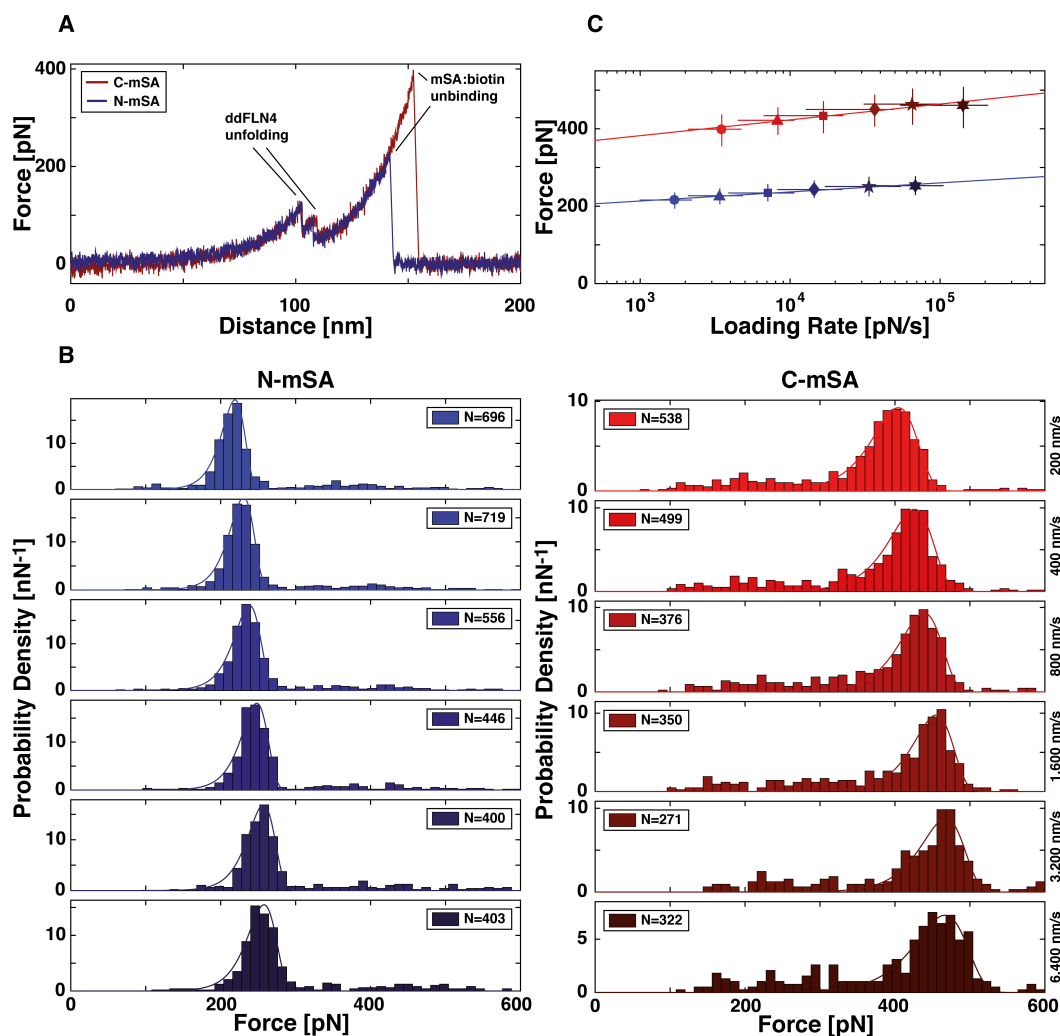 A
C-mSA
N-mSA
ddFLN4
unfolding
mSA:biotin
unbinding
400
200
0
Force [pN]
0
100
200
Distance [nm]
C
400
200
0
Force [pN]
10³
10⁴
10⁵
Loading Rate [pN/s]
B
N-mSA
Probability Density [nN⁻¹]
10
0
N=696
10
0
N=719
10
0
N=556
10
0
N=446
10
0
N=400
10
0
N=403
0
200
400
600
Force [pN]
C-mSA
Probability Density [nN⁻¹]
10
0
N=538
200 nm/s
10
0
N=499
400 nm/s
10
0
N=376
800 nm/s
10
0
N=350
1.600 nm/s
10
0
N=271
3.200 nm/s
5
0
N=322
6.400 nm/s
0
200
400
600
Force [pN]